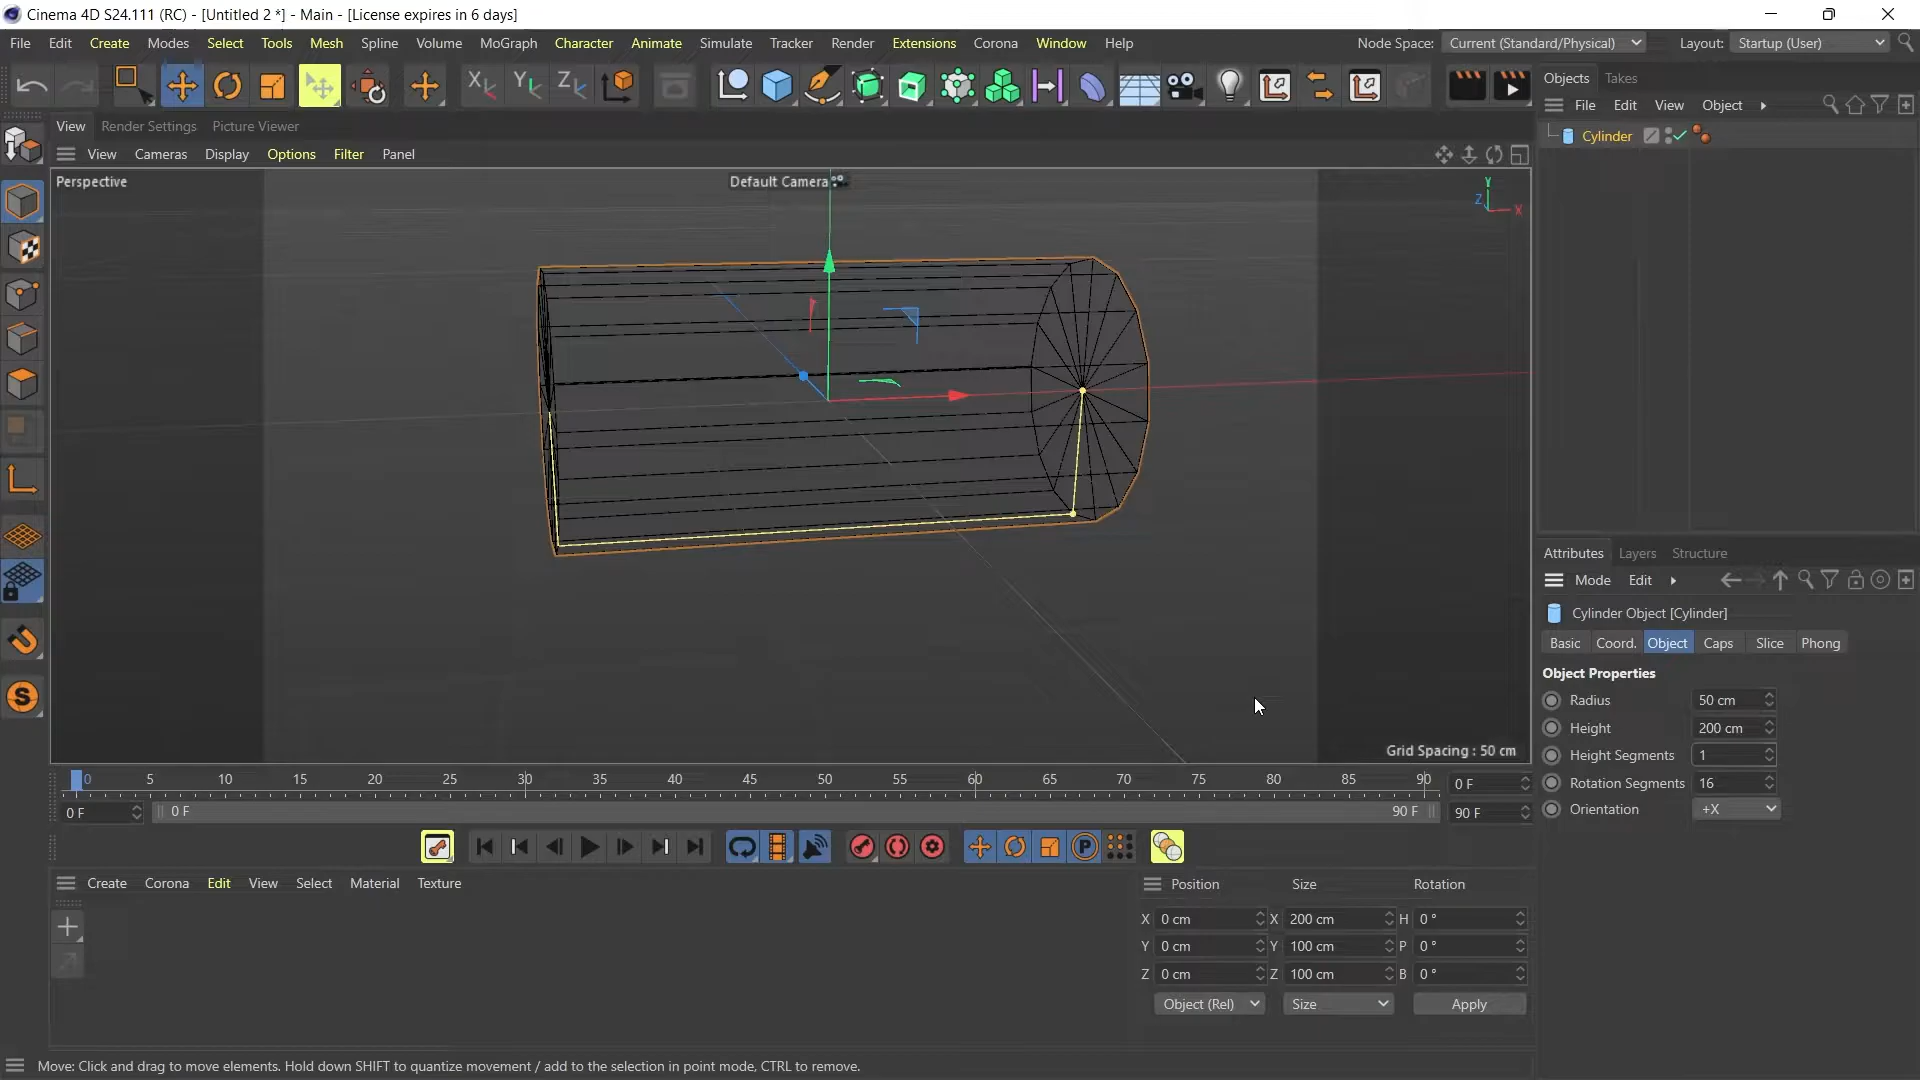 Cinema 4D S24.111 (RC) - [Untitled 2 *] - Main - [License expires in 6 days]
File Edit Create Modes Select Tools Mesh Spline Volume MoGraph Character Animate Simulate Tracker Render Extensions Corona Window Help Node Space: Current (Standard/Physical) Layout: Startup (User)
X Y Z
Objects Takes
File Edit View Object
Cylinder
View Render Settings Picture Viewer
View Cameras Display Options Filter Panel
Perspective
Default Camera
Y
Z
X
Grid Spacing : 50 cm
Attributes Layers Structure
Mode Edit
Cylinder Object [Cylinder]
Basic Coord. Object Caps Slice Phong
Object Properties
Radius 50 cm
Height 200 cm
Height Segments 1
Rotation Segments 16
Orientation +X
0 5 10 15 20 25 30 35 40 45 50 55 60 65 70 75 80 85 90 0 F
0 F 0 F 90 F 90 F
P
S
Create Corona Edit View Select Material Texture
Position Size Rotation
X 0 cm X 200 cm H 0 °
Y 0 cm Y 100 cm P 0 °
Z 0 cm Z 100 cm B 0 °
Object (Rel) Size Apply
Move: Click and drag to move elements. Hold down SHIFT to quantize movement / add to the selection in point mode, CTRL to remove.